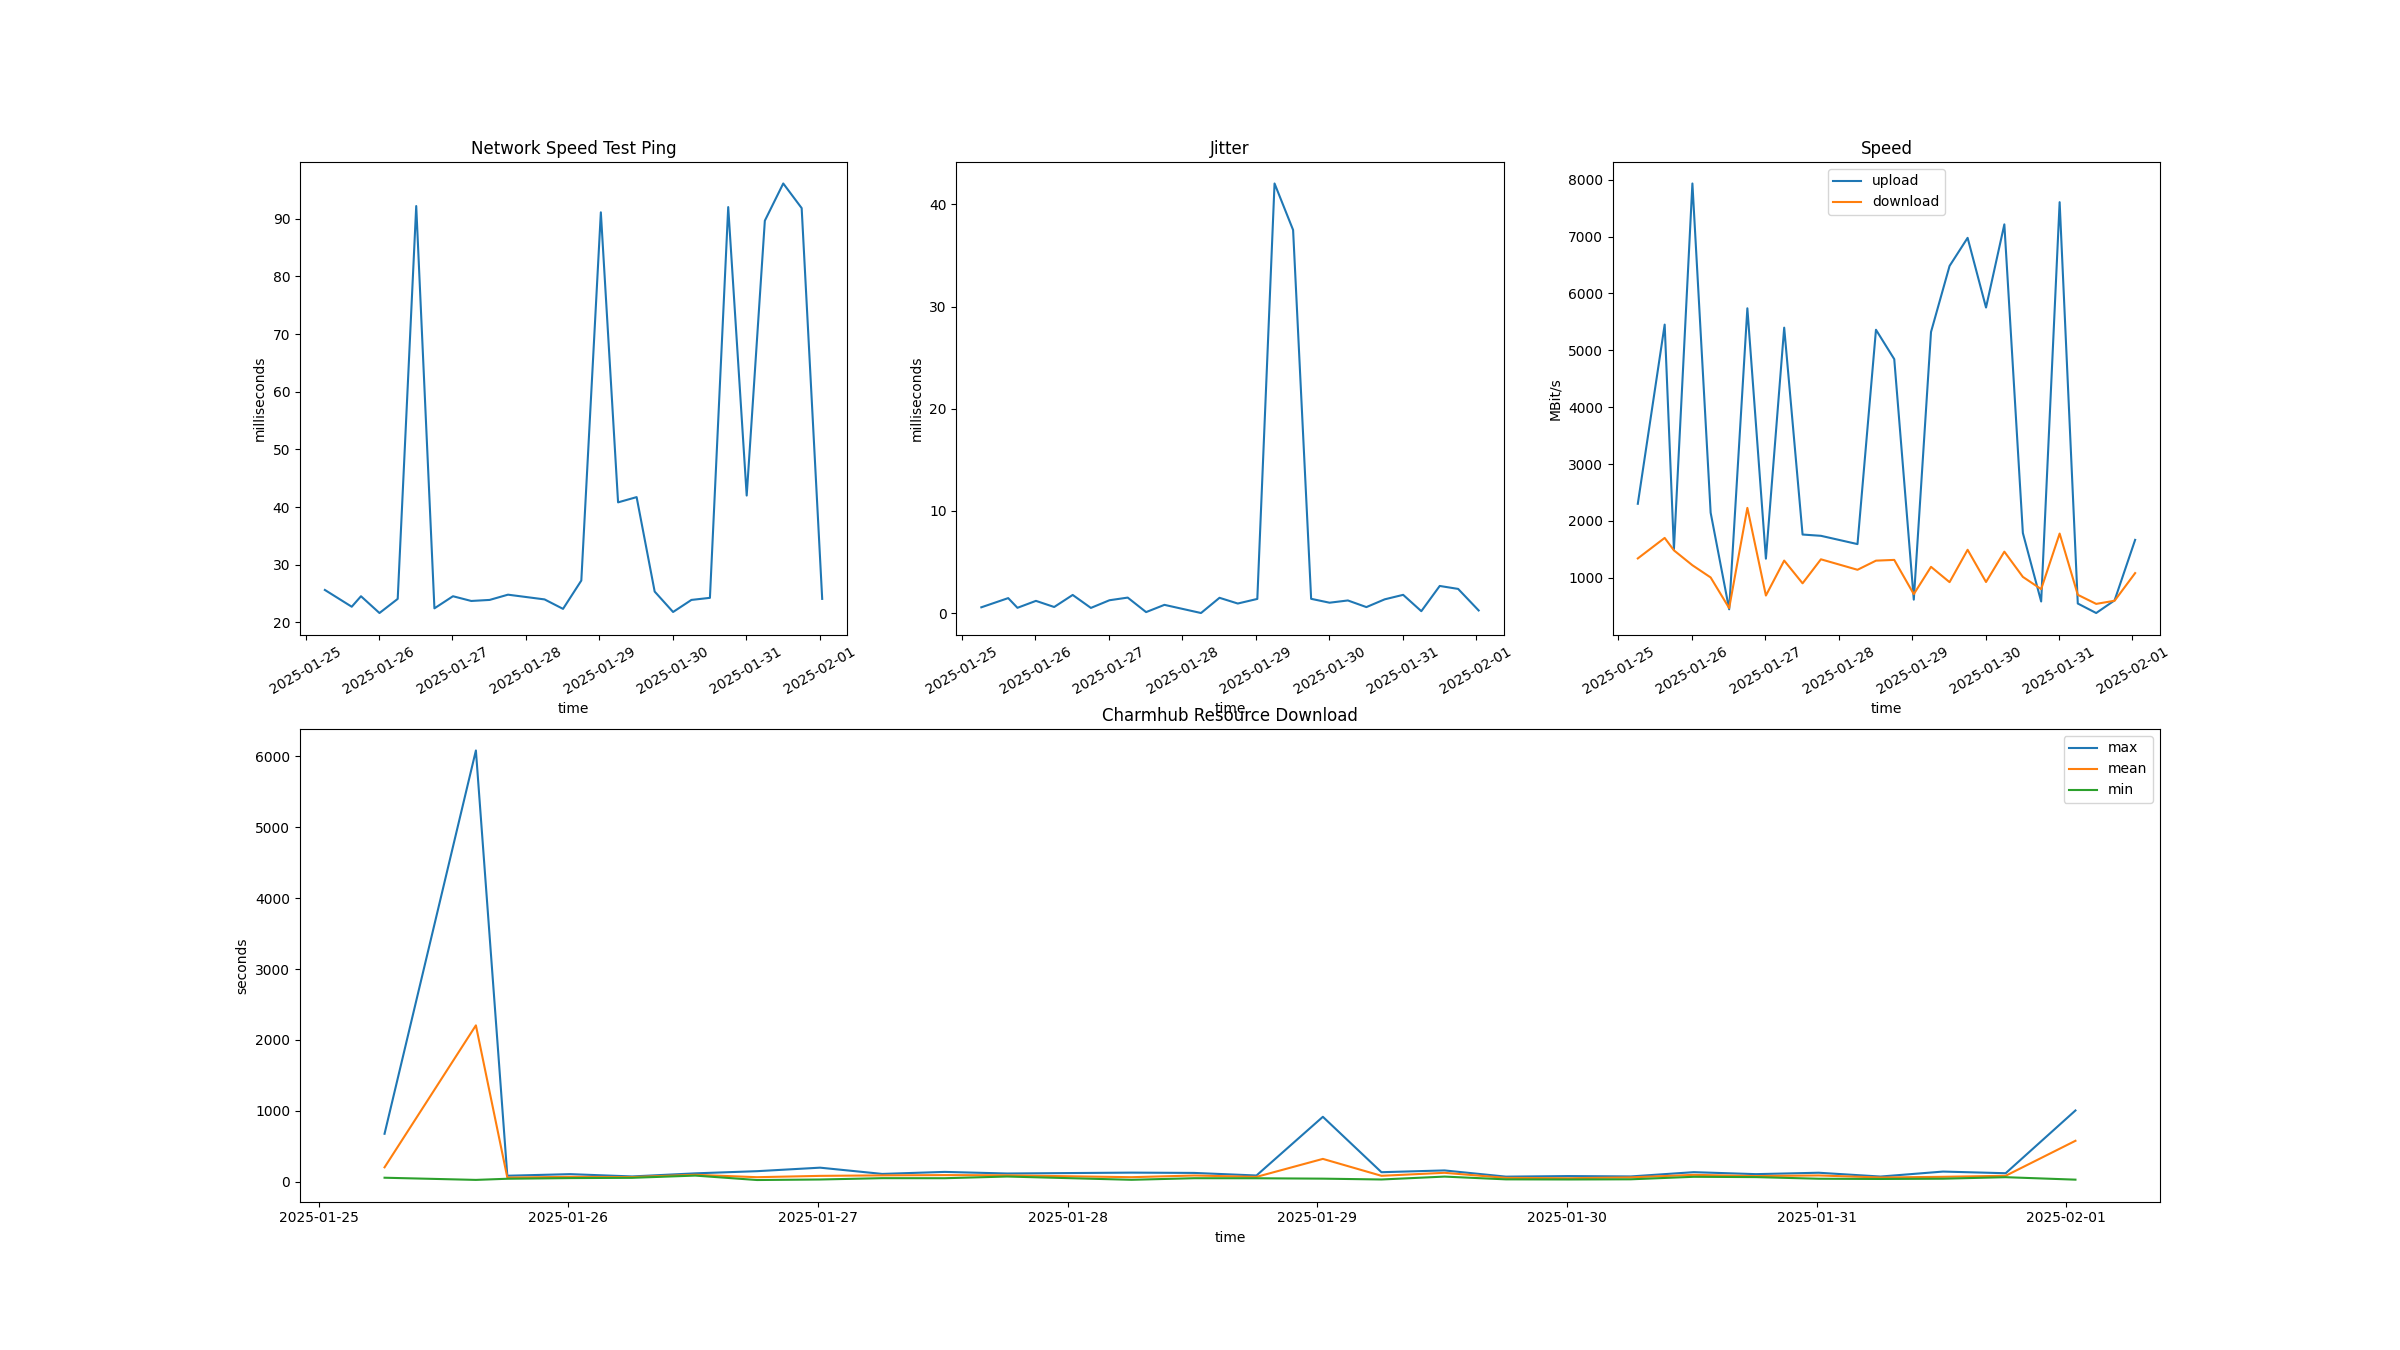 Network Speed Test Ping
milliseconds
90
80
70
60
50
40
30
20
2025-01-25 2025-01-26 2025-01-27 2025-01-28 2025-01-29 2025-01-30 2025-01-31 2025-02-01
time
Jitter
milliseconds
40
30
20
10
0
2025-01-25 2025-01-26 2025-01-27 2025-01-28 2025-01-29 2025-01-30 2025-01-31 2025-02-01
time
Speed
upload
download
MBit/s
8000
7000
6000
5000
4000
3000
2000
1000
2025-01-25 2025-01-26 2025-01-27 2025-01-28 2025-01-29 2025-01-30 2025-01-31 2025-02-01
time
Charmhub Resource Download
max
mean
min
seconds
6000
5000
4000
3000
2000
1000
0
2025-01-25 2025-01-26 2025-01-27 2025-01-28 2025-01-29 2025-01-30 2025-01-31 2025-02-01
time